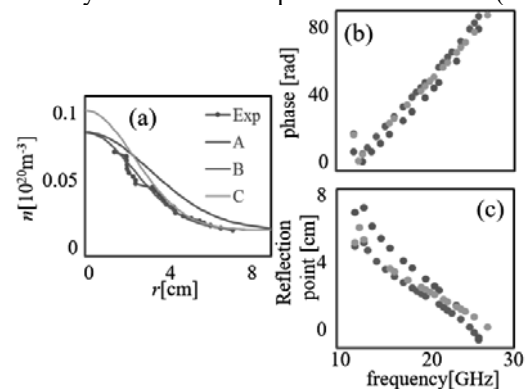 (a)
Exp
A
B
C
0.1
0.05
0
n[10²⁰m⁻³]
0 4 8
r[cm]
(b)
80
40
0
phase [rad]
(c)
8
4
0
Reflection
point [cm]
10 20 30
frequency[GHz]